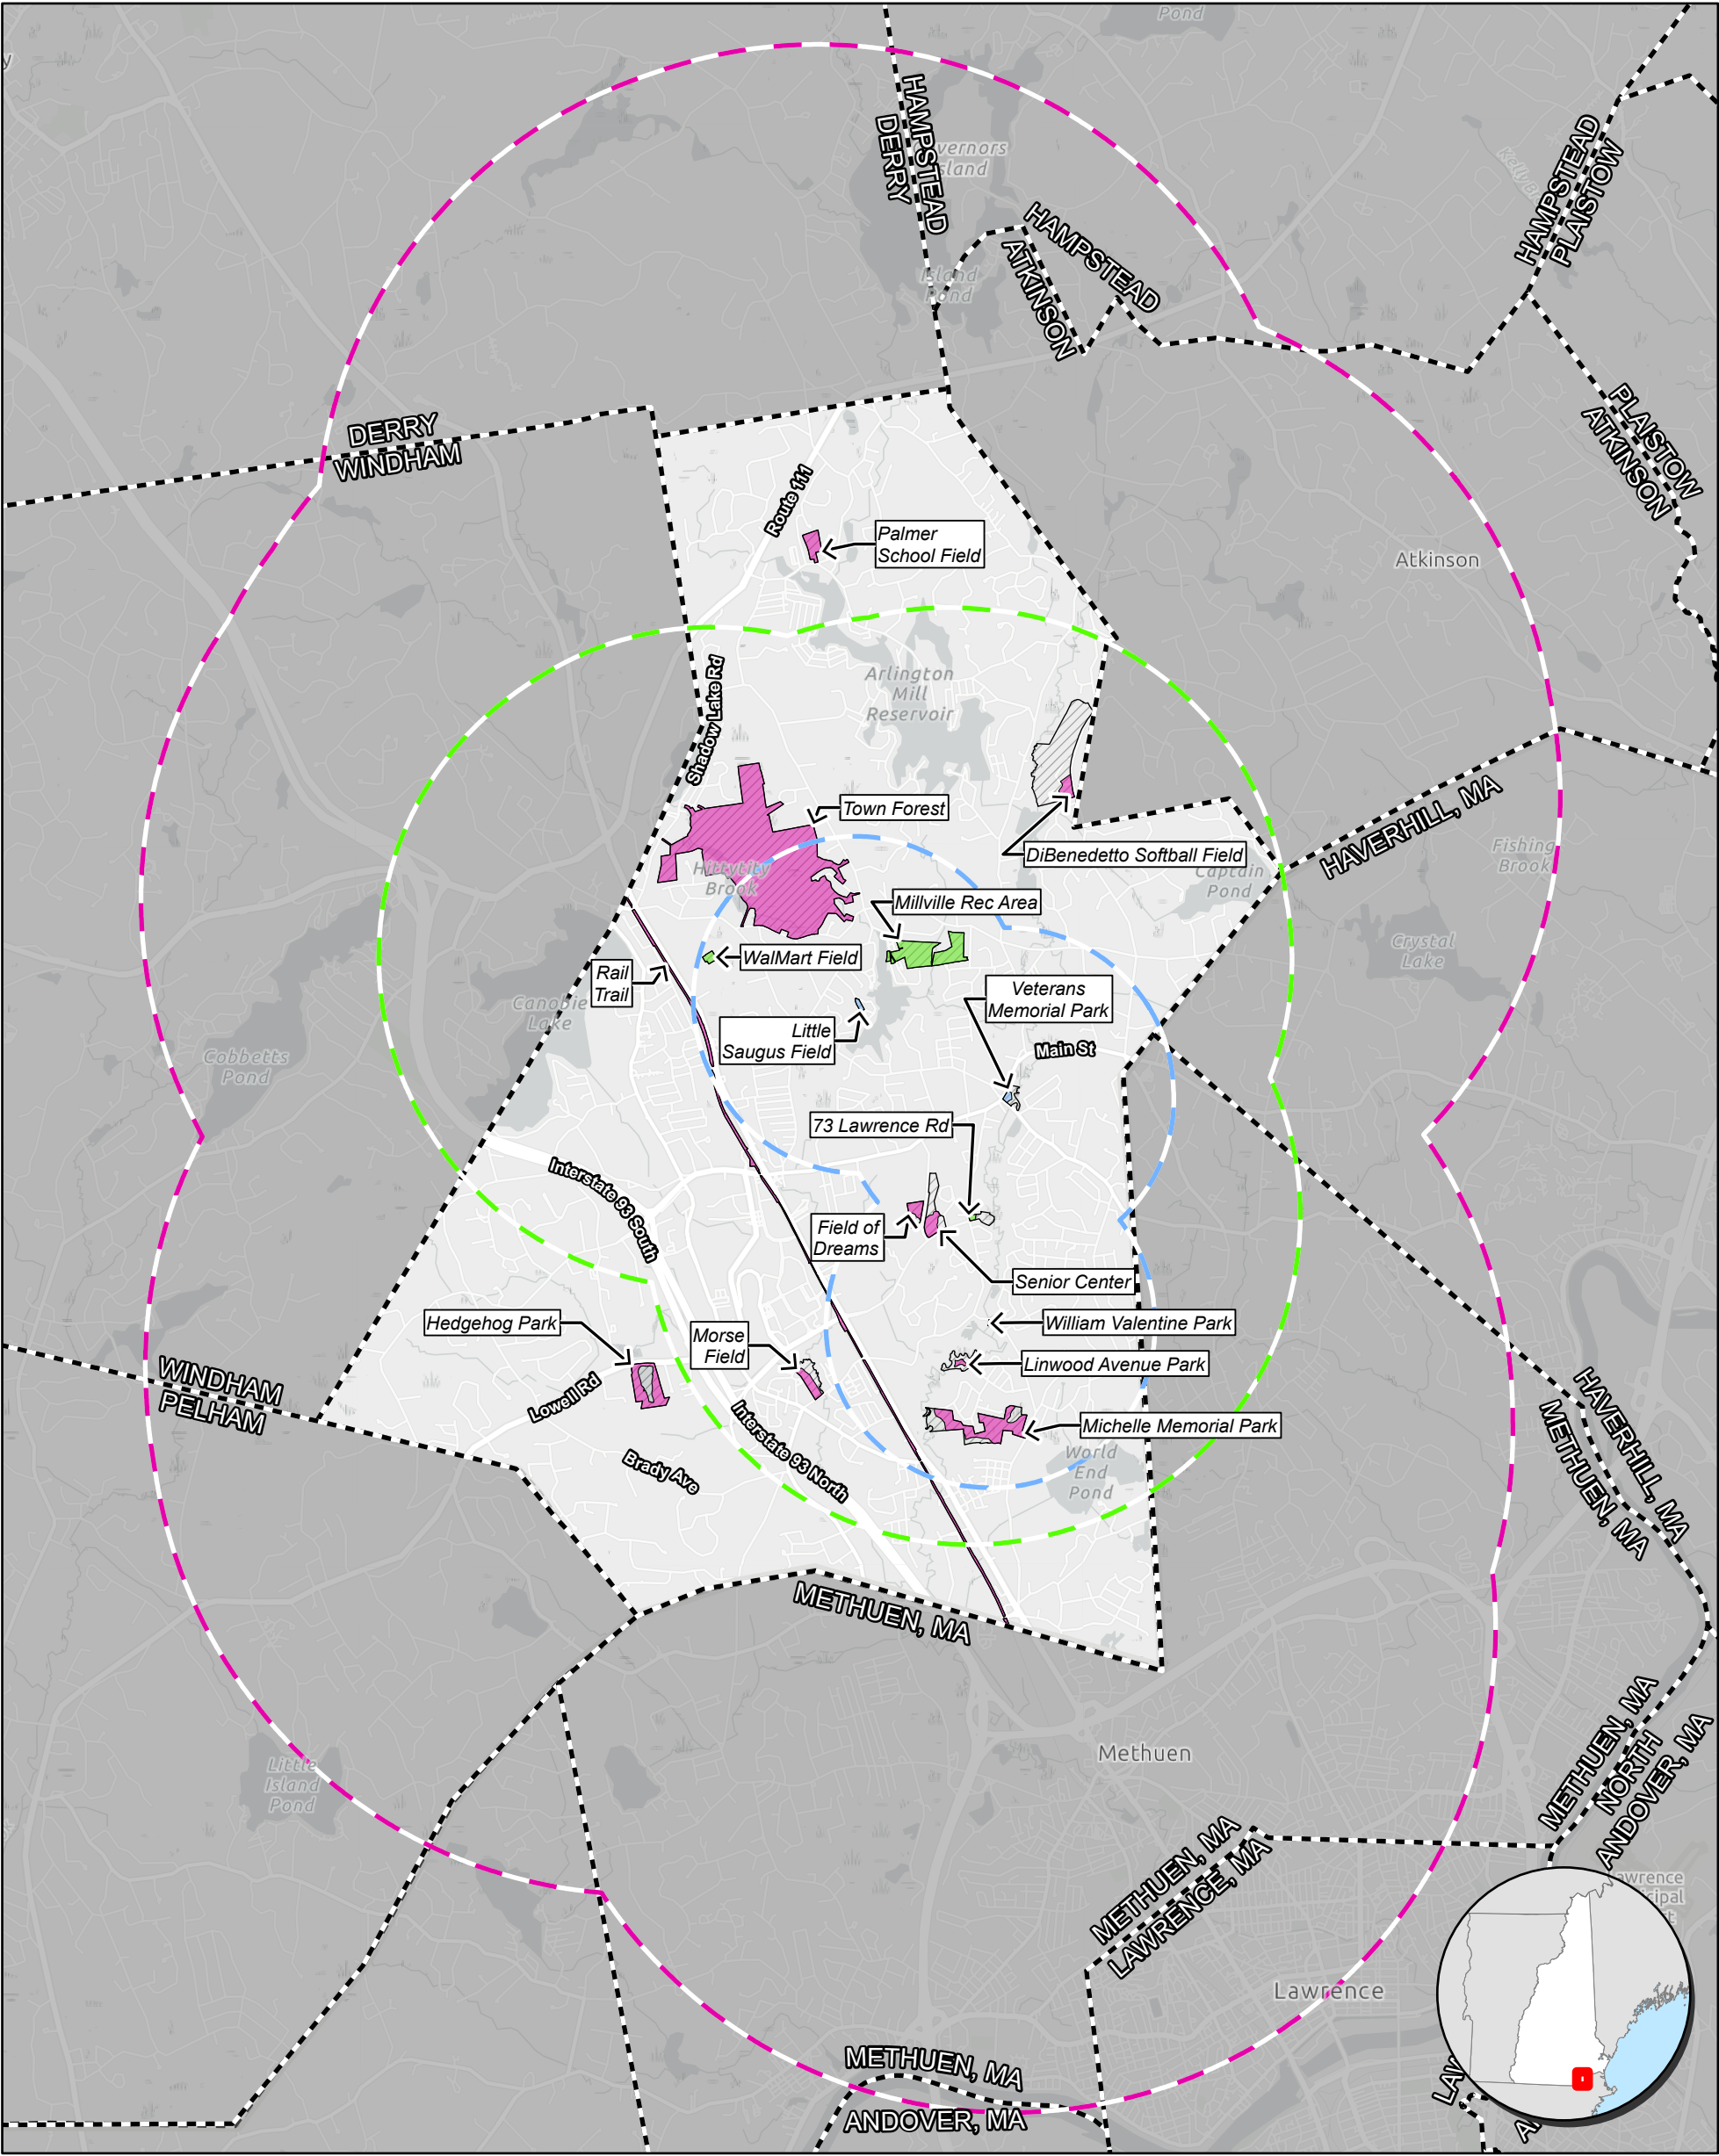 Pond
HAMPSTEAD
DERRY
Island
Pond
HAMPSTEAD
ATKINSON
HAMPSTEAD
PLAISTOW
DERRY
WINDHAM
PLAISTOW
ATKINSON
Route 111
Palmer
School Field
Atkinson
Shadow Lake Rd
Arlington
Mill
Reservoir
Town Forest
HAVERHILL, MA
DiBenedetto Softball Field
Fishing
Brook
Captain
Pond
Hittytity
Brook
Millville Rec Area
WalMart Field
Crystal
Lake
Rail
Trail
Canobie
Lake
Veterans
Memorial Park
Little
Saugus Field
Main St
Cobbetts
Pond
73 Lawrence Rd
Interstate 93 South
Field of
Dreams
Senior Center
Hedgehog Park
Morse
Field
William Valentine Park
Linwood Avenue Park
WINDHAM
PELHAM
Lowell Rd
Michelle Memorial Park
Interstate 93 North
World
End
Pond
Brady Ave
HAVERHILL, MA
METHUEN, MA
METHUEN, MA
Methuen
Little
Island
Pond
METHUEN, MA
NORTH
ANDOVER, MA
METHUEN, MA
LAWRENCE, MA
Lawrence
METHUEN, MA
ANDOVER, MA